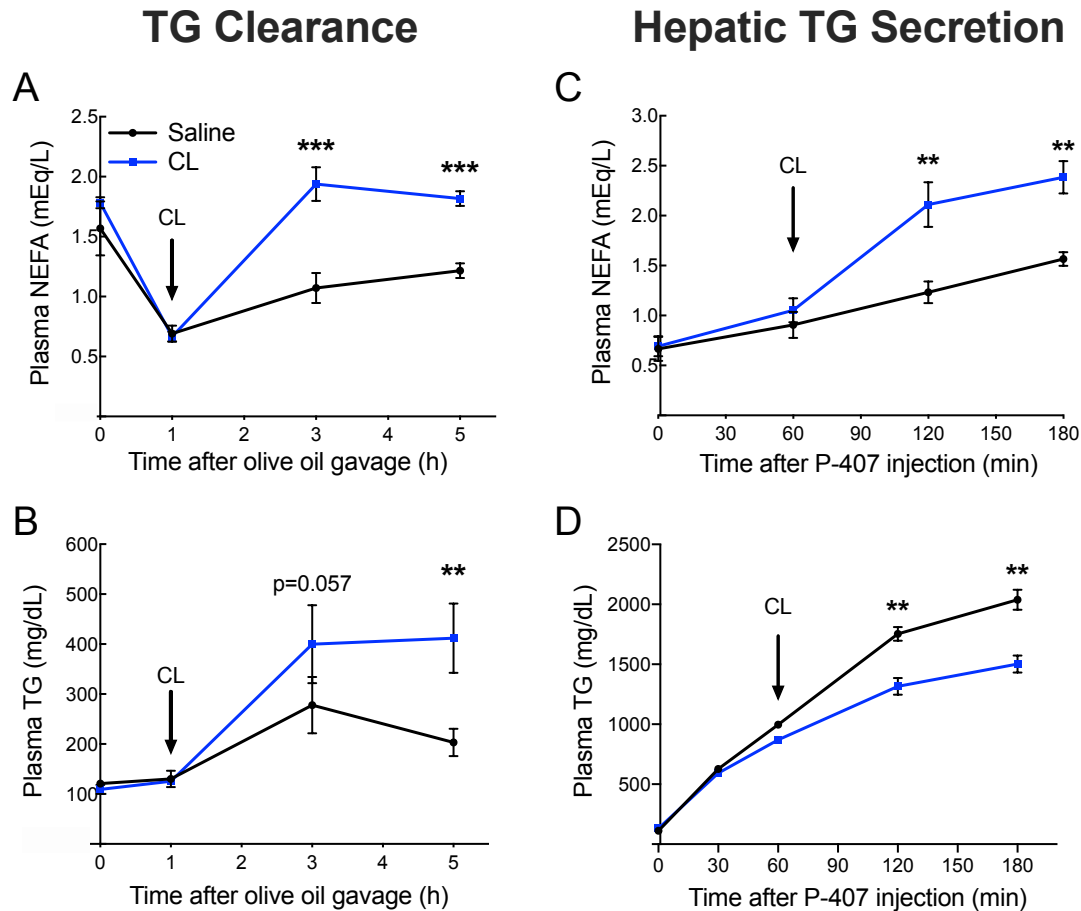 TG Clearance
Hepatic TG Secretion
A
2.5
2.0
1.5
1.0
0.5
Plasma NEFA (mEq/L)
Saline
CL
CL
***
***
0 1 2 3 4 5
Time after olive oil gavage (h)
C
3.0
2.5
2.0
1.5
1.0
0.5
Plasma NEFA (mEq/L)
CL
**
**
0 30 60 90 120 150 180
Time after P-407 injection (min)
B
600
500
400
300
200
100
Plasma TG (mg/dL)
CL
p=0.057
**
0 1 2 3 4 5
Time after olive oil gavage (h)
D
2500
2000
1500
1000
500
Plasma TG (mg/dL)
CL
**
**
0 30 60 90 120 150 180
Time after P-407 injection (min)